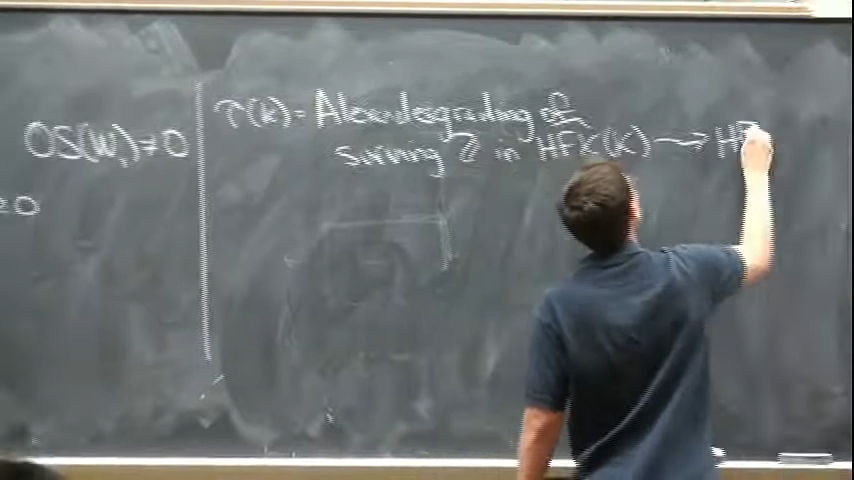 OS(W,)≠0
≥0
τ(K)= Alexander grading of
surviving Z in HFK(K) → HF